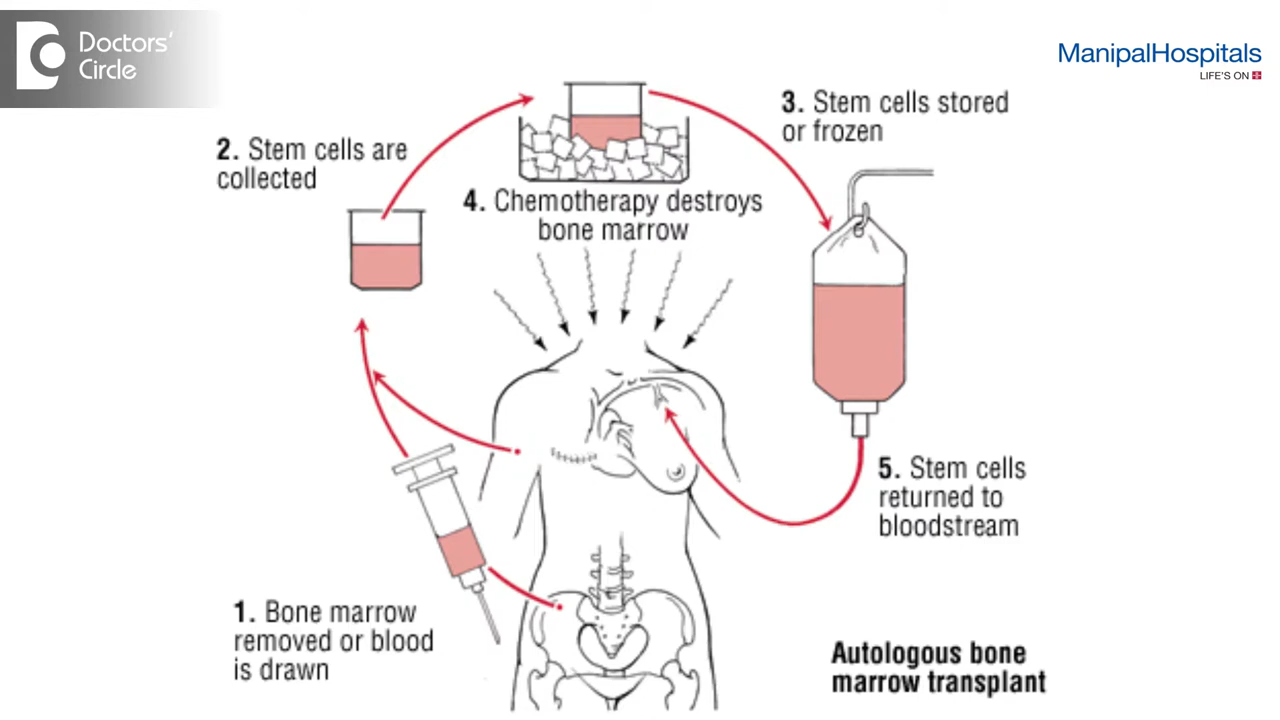 Doctors'
Circle
ManipalHospitals
LIFE'S ON
2. Stem cells are
collected
3. Stem cells stored
or frozen
4. Chemotherapy destroys
bone marrow
5. Stem cells
returned to
bloodstream
1. Bone marrow
removed or blood
is drawn
Autologous bone
marrow transplant